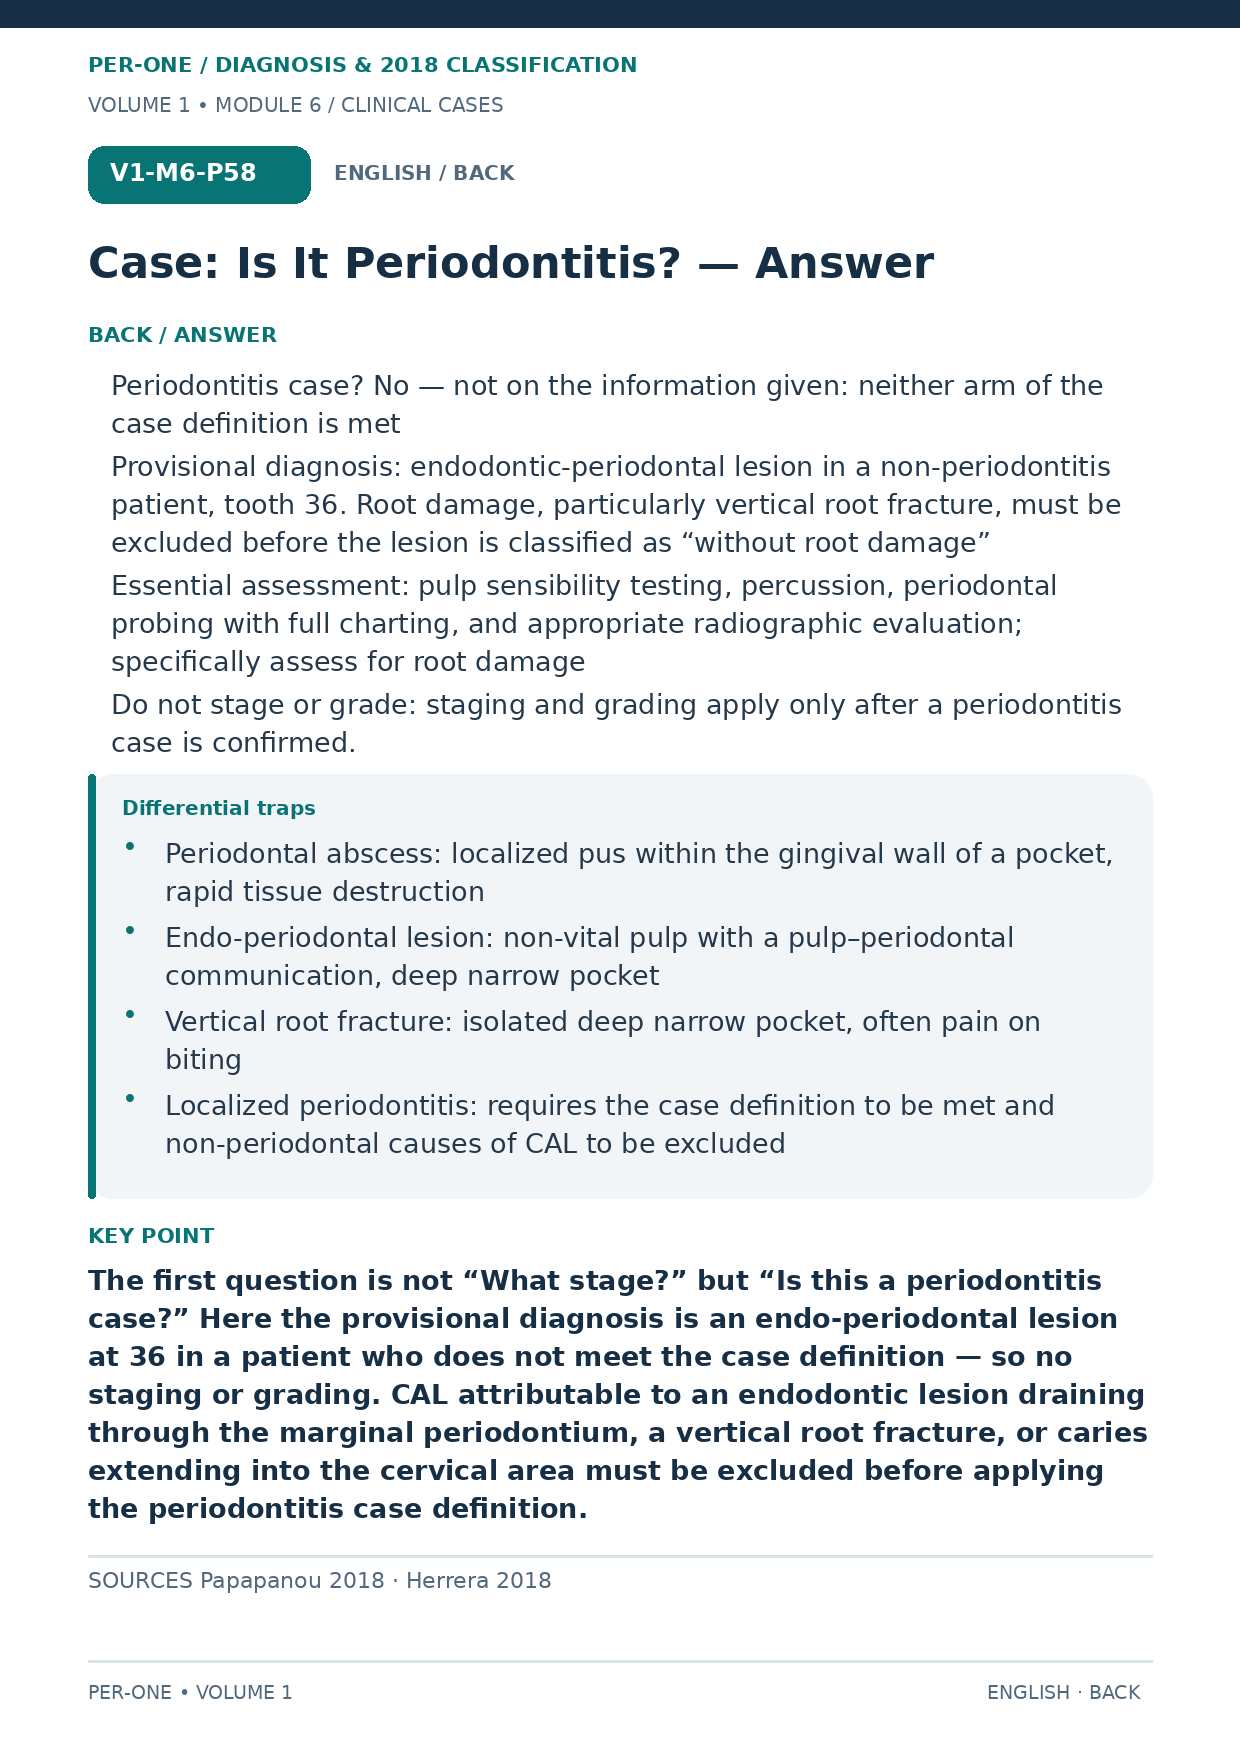 PER-ONE / DIAGNOSIS & 2018 CLASSIFICATION
VOLUME 1 • MODULE 6 / CLINICAL CASES
V1-M6-P58
ENGLISH / BACK
Case: Is It Periodontitis? — Answer
BACK / ANSWER
Periodontitis case? No — not on the information given: neither arm of the
case definition is met
Provisional diagnosis: endodontic-periodontal lesion in a non-periodontitis
patient, tooth 36. Root damage, particularly vertical root fracture, must be
excluded before the lesion is classified as “without root damage”
Essential assessment: pulp sensibility testing, percussion, periodontal
probing with full charting, and appropriate radiographic evaluation;
specifically assess for root damage
Do not stage or grade: staging and grading apply only after a periodontitis
case is confirmed.
Differential traps
• Periodontal abscess: localized pus within the gingival wall of a pocket,
rapid tissue destruction
• Endo-periodontal lesion: non-vital pulp with a pulp–periodontal
communication, deep narrow pocket
• Vertical root fracture: isolated deep narrow pocket, often pain on
biting
• Localized periodontitis: requires the case definition to be met and
non-periodontal causes of CAL to be excluded
KEY POINT
The first question is not “What stage?” but “Is this a periodontitis
case?” Here the provisional diagnosis is an endo-periodontal lesion
at 36 in a patient who does not meet the case definition — so no
staging or grading. CAL attributable to an endodontic lesion draining
through the marginal periodontium, a vertical root fracture, or caries
extending into the cervical area must be excluded before applying
the periodontitis case definition.
SOURCES Papapanou 2018 · Herrera 2018
PER-ONE • VOLUME 1
ENGLISH · BACK